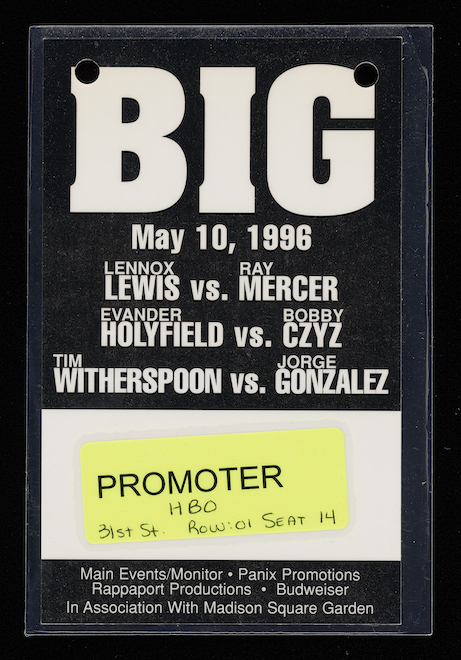 BIG
May 10, 1996
LENNOX RAY
LEWIS vs. MERCER
EVANDER BOBBY
HOLYFIELD vs. CZYZ
TIM JORGE
WITHERSPOON vs. GONZALEZ
PROMOTER
HBO
31st St. Row:01 SEAT 14
Main Events/Monitor • Panix Promotions
Rappaport Productions • Budweiser
In Association With Madison Square Garden